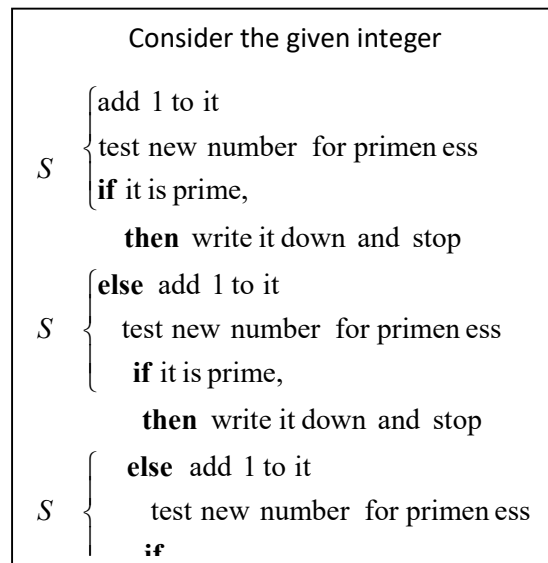 Consider the given integer
add 1 to it
S test new number for primen ess
if it is prime,
then write it down and stop
else add 1 to it
S test new number for primen ess
if it is prime,
then write it down and stop
else add 1 to it
S test new number for primen ess
if